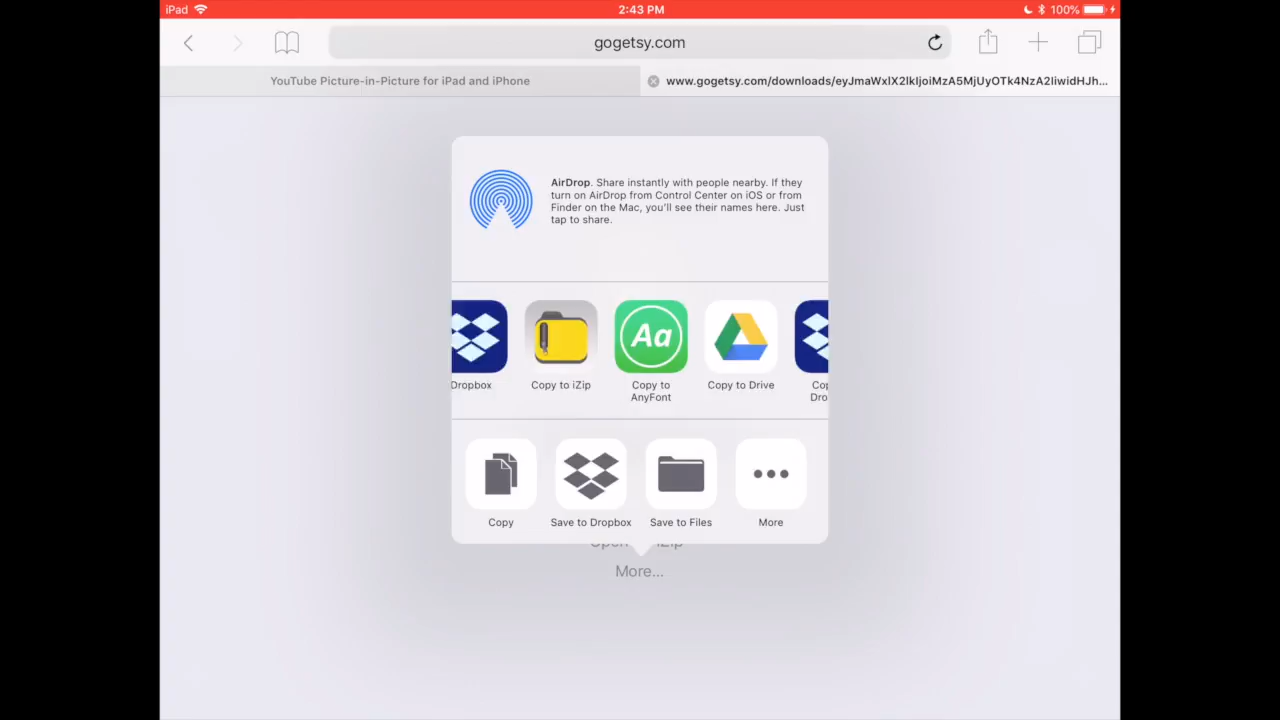 iPad 2:43 PM 100%
gogetsy.com
YouTube Picture-in-Picture for iPad and iPhone
www.gogetsy.com/downloads/eyJmaWxlX2lkIjoiMzA5MjUyOTk4NzA2IiwidHJh...
AirDrop. Share instantly with people nearby. If they
turn on AirDrop from Control Center on iOS or from
Finder on the Mac, you'll see their names here. Just
tap to share.
Aa
Dropbox
Copy to iZip
Copy to
AnyFont
Copy to Drive
Cop
Dro
Copy
Save to Dropbox
Save to Files
More
More...